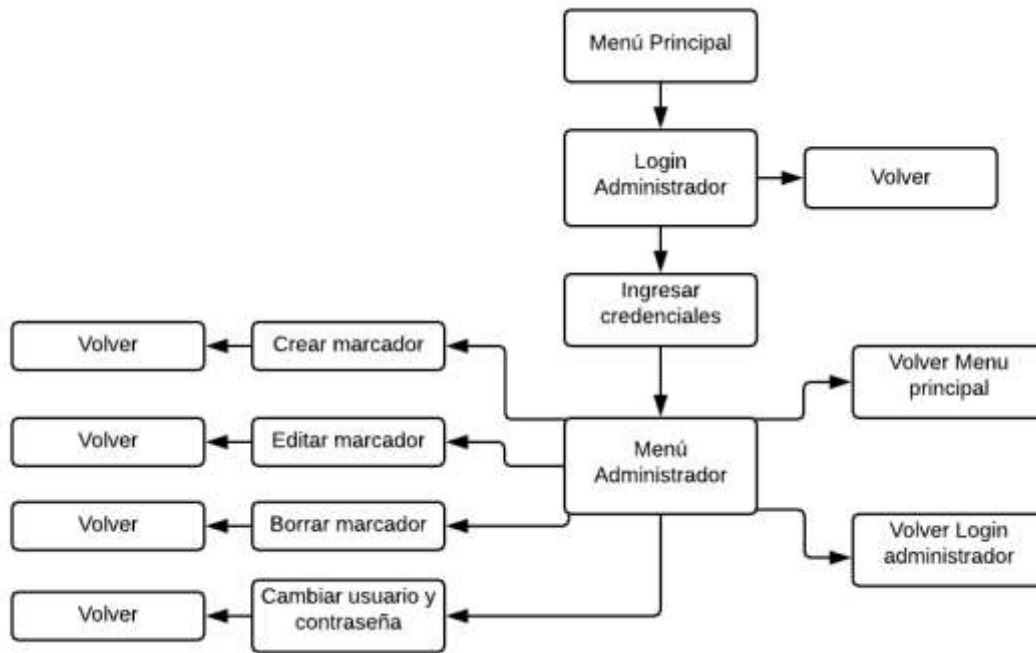 Menú Principal
Login
Administrador
Volver
Ingresar
credenciales
Volver
Crear marcador
Volver Menu
principal
Volver
Editar marcador
Menú
Administrador
Volver
Borrar marcador
Volver Login
administrador
Volver
Cambiar usuario y
contraseña